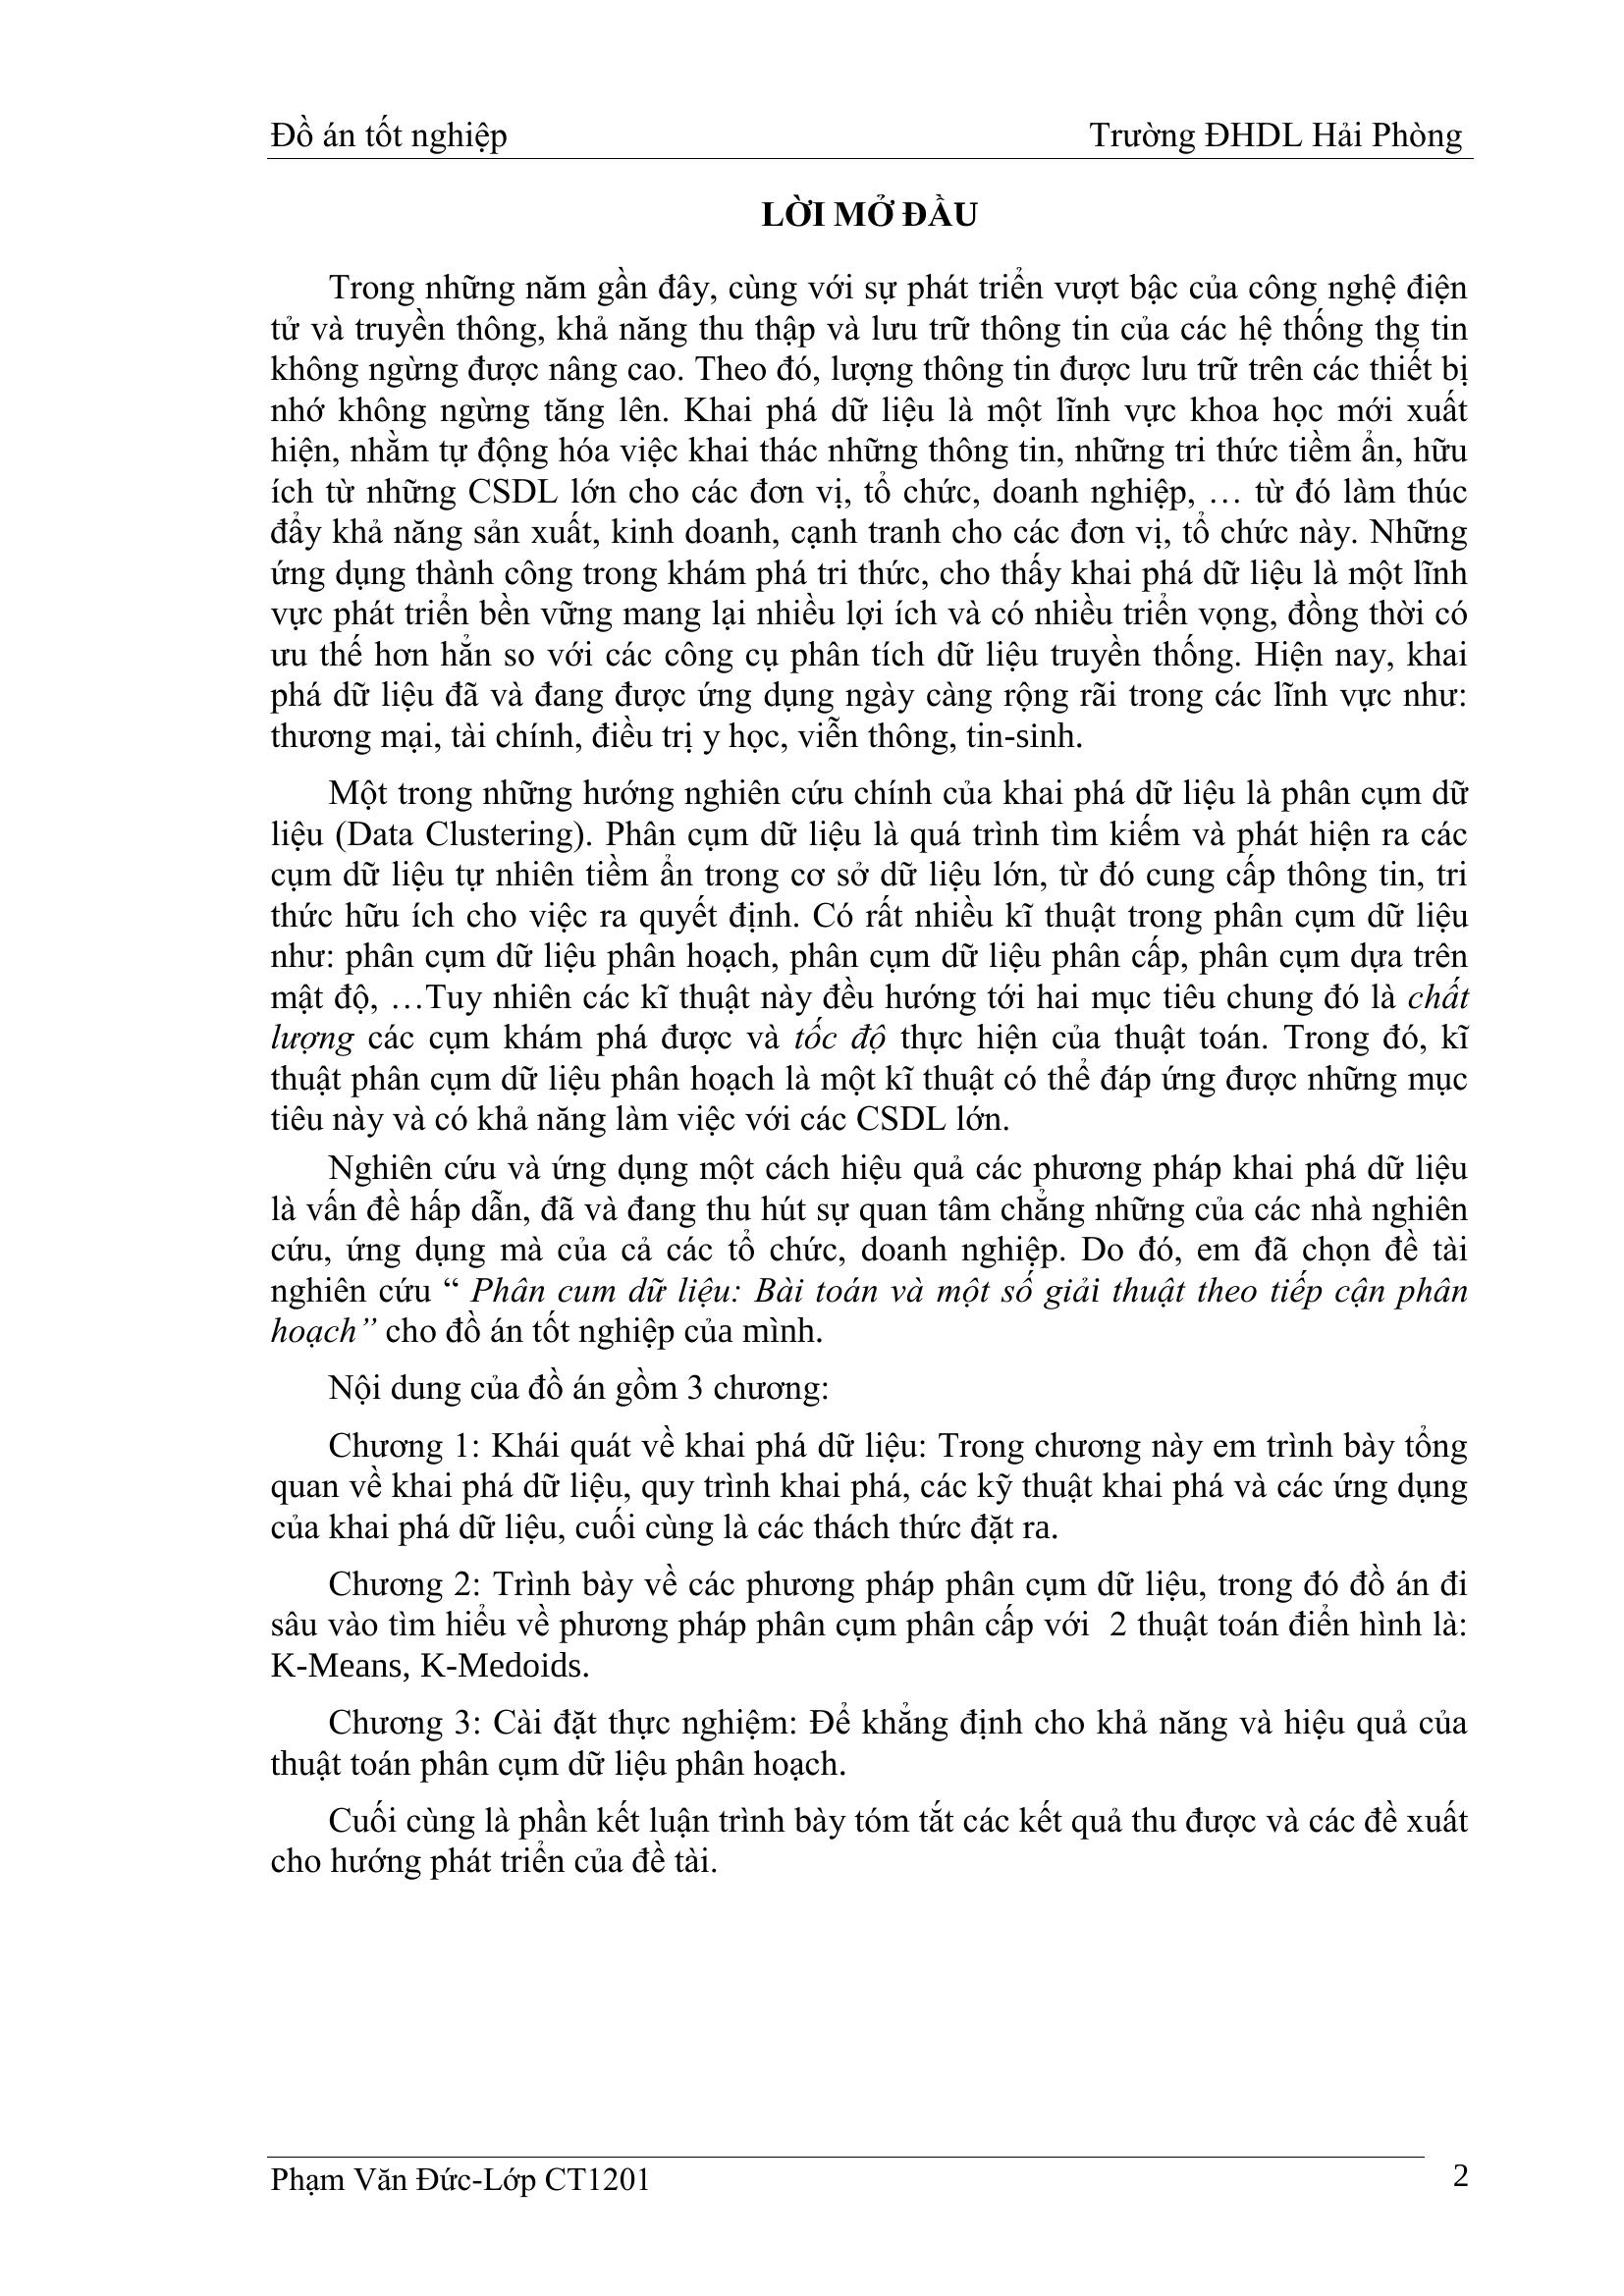 Đồ án tốt nghiệp Trường ĐHDL Hải Phòng
LỜI MỞ ĐẦU
Trong những năm gần đây, cùng với sự phát triển vượt bậc của công nghệ điện
tử và truyền thông, khả năng thu thập và lưu trữ thông tin của các hệ thống thg tin
không ngừng được nâng cao. Theo đó, lượng thông tin được lưu trữ trên các thiết bị
nhớ không ngừng tăng lên. Khai phá dữ liệu là một lĩnh vực khoa học mới xuất
hiện, nhằm tự động hóa việc khai thác những thông tin, những tri thức tiềm ẩn, hữu
ích từ những CSDL lớn cho các đơn vị, tổ chức, doanh nghiệp, … từ đó làm thúc
đẩy khả năng sản xuất, kinh doanh, cạnh tranh cho các đơn vị, tổ chức này. Những
ứng dụng thành công trong khám phá tri thức, cho thấy khai phá dữ liệu là một lĩnh
vực phát triển bền vững mang lại nhiều lợi ích và có nhiều triển vọng, đồng thời có
ưu thế hơn hẳn so với các công cụ phân tích dữ liệu truyền thống. Hiện nay, khai
phá dữ liệu đã và đang được ứng dụng ngày càng rộng rãi trong các lĩnh vực như:
thương mại, tài chính, điều trị y học, viễn thông, tin-sinh.
Một trong những hướng nghiên cứu chính của khai phá dữ liệu là phân cụm dữ
liệu (Data Clustering). Phân cụm dữ liệu là quá trình tìm kiếm và phát hiện ra các
cụm dữ liệu tự nhiên tiềm ẩn trong cơ sở dữ liệu lớn, từ đó cung cấp thông tin, tri
thức hữu ích cho việc ra quyết định. Có rất nhiều kĩ thuật trong phân cụm dữ liệu
như: phân cụm dữ liệu phân hoạch, phân cụm dữ liệu phân cấp, phân cụm dựa trên
mật độ, …Tuy nhiên các kĩ thuật này đều hướng tới hai mục tiêu chung đó là chất
lượng các cụm khám phá được và tốc độ thực hiện của thuật toán. Trong đó, kĩ
thuật phân cụm dữ liệu phân hoạch là một kĩ thuật có thể đáp ứng được những mục
tiêu này và có khả năng làm việc với các CSDL lớn.
Nghiên cứu và ứng dụng một cách hiệu quả các phương pháp khai phá dữ liệu
là vấn đề hấp dẫn, đã và đang thu hút sự quan tâm chẳng những của các nhà nghiên
cứu, ứng dụng mà của cả các tổ chức, doanh nghiệp. Do đó, em đã chọn đề tài
nghiên cứu “ Phân cum dữ liệu: Bài toán và một số giải thuật theo tiếp cận phân
hoạch” cho đồ án tốt nghiệp của mình.
Nội dung của đồ án gồm 3 chương:
Chương 1: Khái quát về khai phá dữ liệu: Trong chương này em trình bày tổng
quan về khai phá dữ liệu, quy trình khai phá, các kỹ thuật khai phá và các ứng dụng
của khai phá dữ liệu, cuối cùng là các thách thức đặt ra.
Chương 2: Trình bày về các phương pháp phân cụm dữ liệu, trong đó đồ án đi
sâu vào tìm hiểu về phương pháp phân cụm phân cấp với 2 thuật toán điển hình là:
K-Means, K-Medoids.
Chương 3: Cài đặt thực nghiệm: Để khẳng định cho khả năng và hiệu quả của
thuật toán phân cụm dữ liệu phân hoạch.
Cuối cùng là phần kết luận trình bày tóm tắt các kết quả thu được và các đề xuất
cho hướng phát triển của đề tài.
Phạm Văn Đức-Lớp CT1201 2